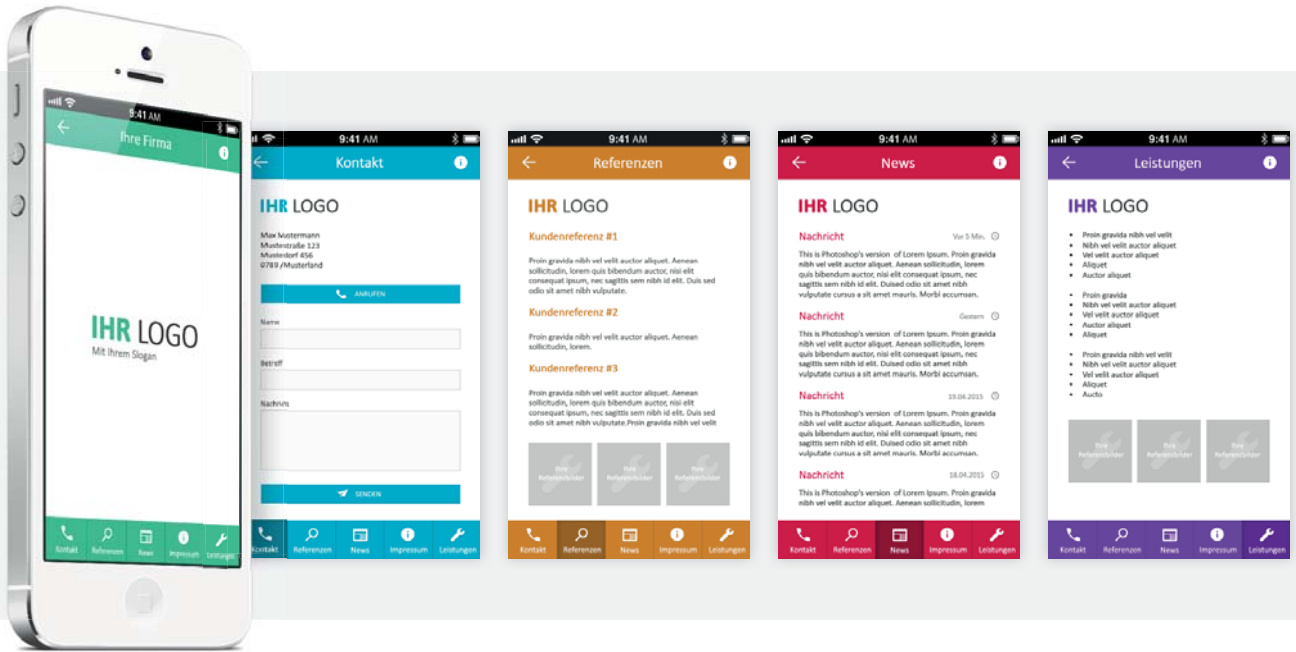 9:41 AM
Ihre Firma
IHR LOGO
Mit Ihrem Slogan
Kontakt
Referenzen
News
Impressum
Leistungen
9:41 AM
Kontakt
IHR LOGO
Max Mustermann
Musterstraße 123
Musterdorf 456
0789 /Musterland
ANRUFEN
Name
Betreff
SENDEN
Kontakt
Referenzen
News
Impressum
Leistungen
9:41 AM
Referenzen
IHR LOGO
Kundenreferenz #1
Proin gravida nibh vel velit auctor aliquet. Aenean
sollicitudin, lorem quis bibendum auctor, nisi elit
consequat ipsum, nec sagittis sem nibh id elit. Duis sed
odio sit amet nibh vulputate.
Kundenreferenz #2
Proin gravida nibh vel velit auctor aliquet. Aenean
sollicitudin, lorem.
Kundenreferenz #3
Proin gravida nibh vel velit auctor aliquet. Aenean
sollicitudin, lorem quis bibendum auctor, nisi elit
consequat ipsum, nec sagittis sem nibh id elit. Duis sed
odio sit amet nibh vulputate.Proin gravida nibh vel velit
Ihre
Referenzbilder
Ihre
Referenzbilder
Ihre
Referenzbilder
Kontakt
Referenzen
News
Impressum
Leistungen
9:41 AM
News
IHR LOGO
Nachricht
Vor 5 Min.
This is Photoshop's version of Lorem Ipsum. Proin gravida
nibh vel velit auctor aliquet. Aenean sollicitudin, lorem
quis bibendum auctor, nisi elit consequat ipsum, nec
sagittis sem nibh id elit. Duised odio sit amet nibh
vulputate cursus a sit amet mauris. Morbi accumsan.
Nachricht
Gestern
This is Photoshop's version of Lorem Ipsum. Proin gravida
nibh vel velit auctor aliquet. Aenean sollicitudin, lorem
quis bibendum auctor, nisi elit consequat ipsum, nec
sagittis sem nibh id elit. Duised odio sit amet nibh
vulputate cursus a sit amet mauris. Morbi accumsan.
Nachricht
19.04.2015
This is Photoshop's version of Lorem Ipsum. Proin gravida
nibh vel velit auctor aliquet. Aenean sollicitudin, lorem
quis bibendum auctor, nisi elit consequat ipsum, nec
sagittis sem nibh id elit. Duised odio sit amet nibh
vulputate cursus a sit amet mauris. Morbi accumsan.
Nachricht
18.04.2015
This is Photoshop's version of Lorem Ipsum. Proin gravida
nibh vel velit auctor aliquet. Aenean sollicitudin, lorem
Kontakt
Referenzen
News
Impressum
Leistungen
9:41 AM
Leistungen
IHR LOGO
• Proin gravida nibh vel velit
• Nibh vel velit auctor aliquet
• Vel velit auctor aliquet
• Aliquet
• Auctor aliquet
• Proin gravida
• Nibh vel velit auctor aliquet
• Vel velit auctor aliquet
• Auctor aliquet
• Aliquet
• Proin gravida nibh vel velit
• Nibh vel velit auctor aliquet
• Vel velit auctor aliquet
• Aliquet
• Aucto
Ihre
Referenzbilder
Ihre
Referenzbilder
Ihre
Referenzbilder
Kontakt
Referenzen
News
Impressum
Leistungen